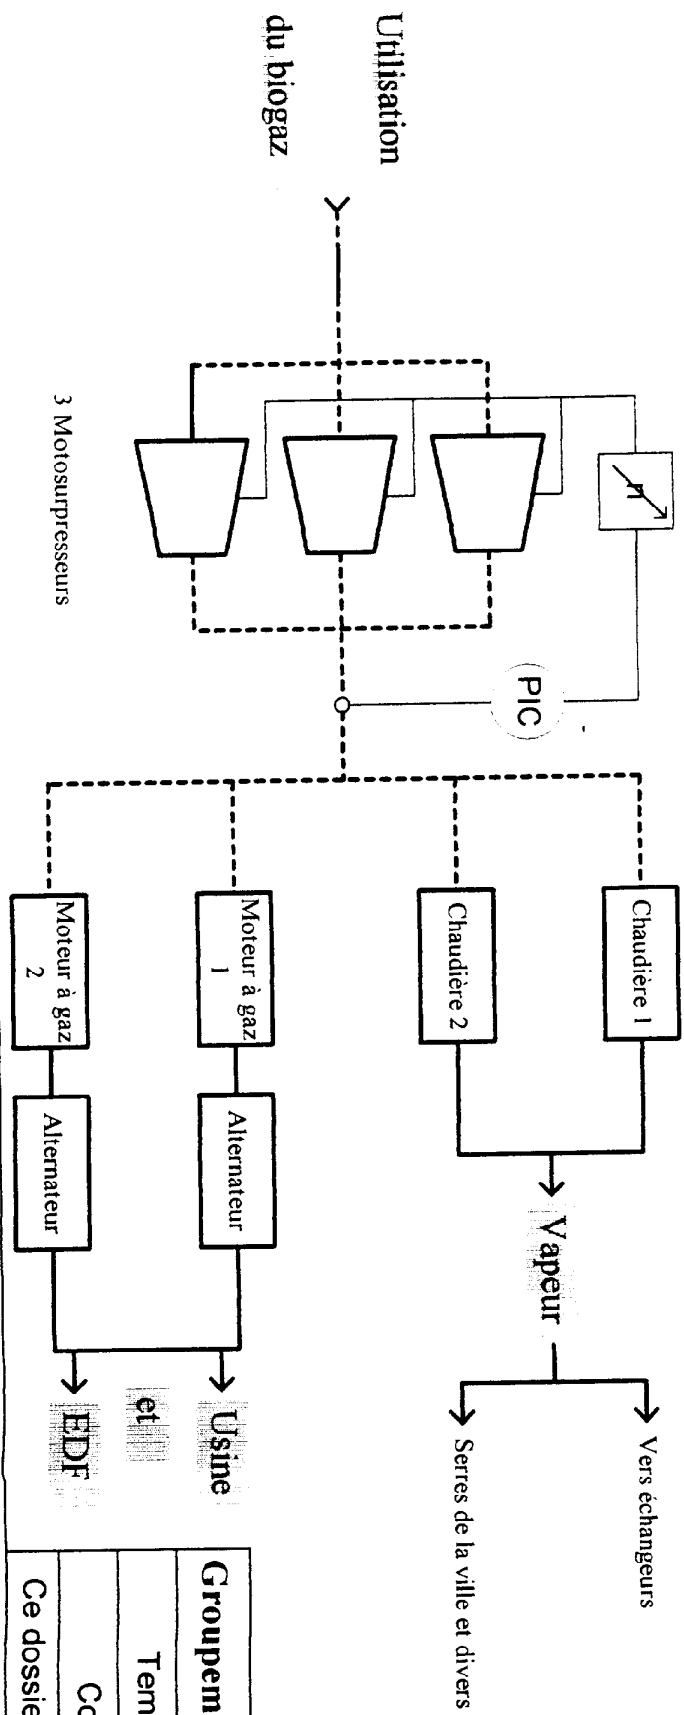 Utilisation
du biogaz
3 Motosurpresseurs
n
PIC
Chaudière 1
Chaudière 2
Moteur à gaz
1
Moteur à gaz
2
Alternateur
Alternateur
Vapeur
Vers échangeurs
Serres de la ville et divers
Usine
et
EDF
Groupem
Tem
Co
Ce dossie